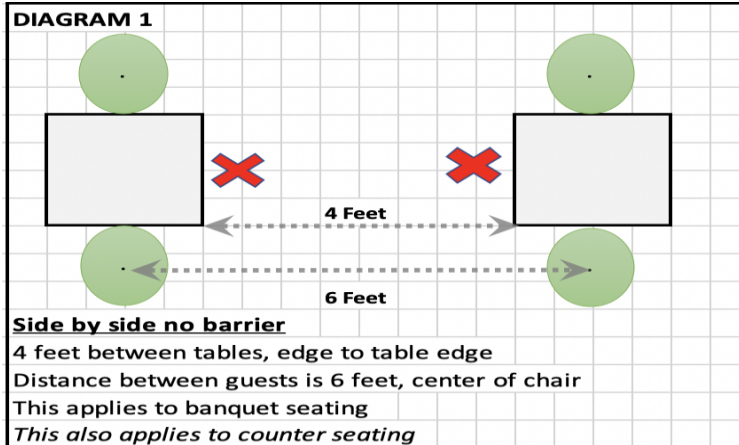 DIAGRAM 1
4 Feet
6 Feet
Side by side no barrier
4 feet between tables, edge to table edge
Distance between guests is 6 feet, center of chair
This applies to banquet seating
This also applies to counter seating